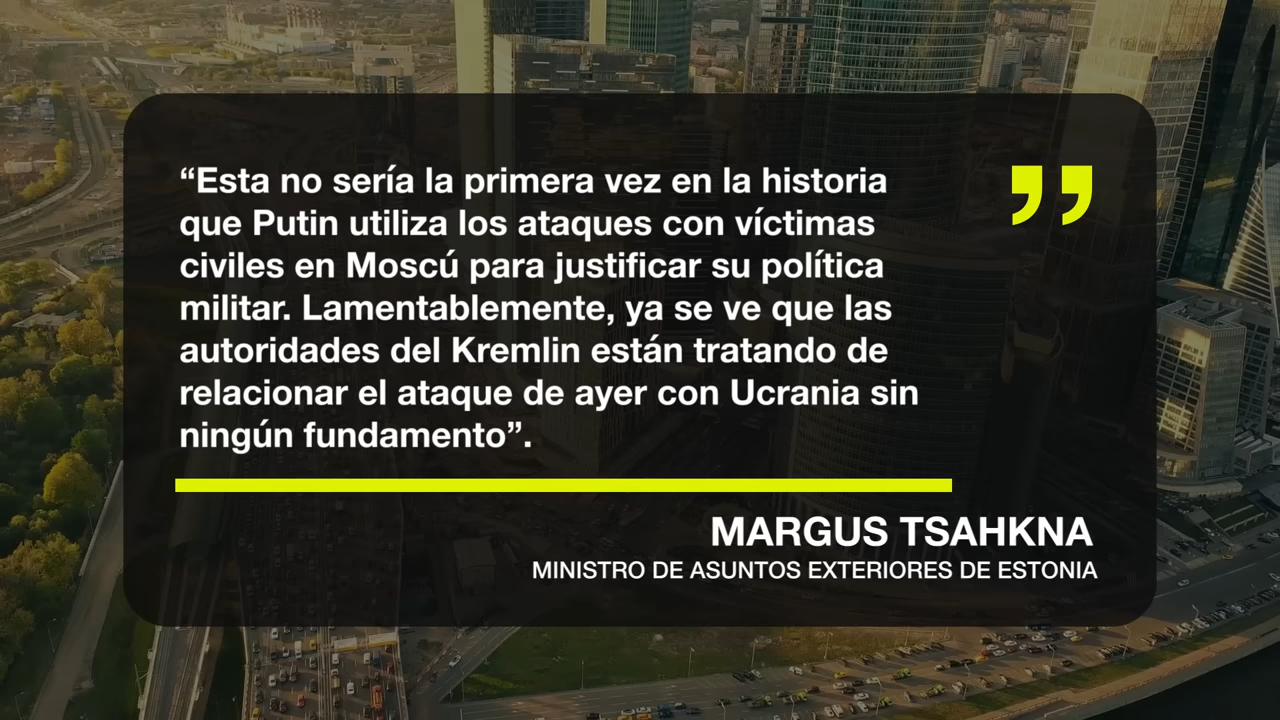 “Esta no sería la primera vez en la historia
que Putin utiliza los ataques con víctimas
civiles en Moscú para justificar su política
militar. Lamentablemente, ya se ve que las
autoridades del Kremlin están tratando de
relacionar el ataque de ayer con Ucrania sin
ningún fundamento”.
”
MARGUS TSAHKNA
MINISTRO DE ASUNTOS EXTERIORES DE ESTONIA